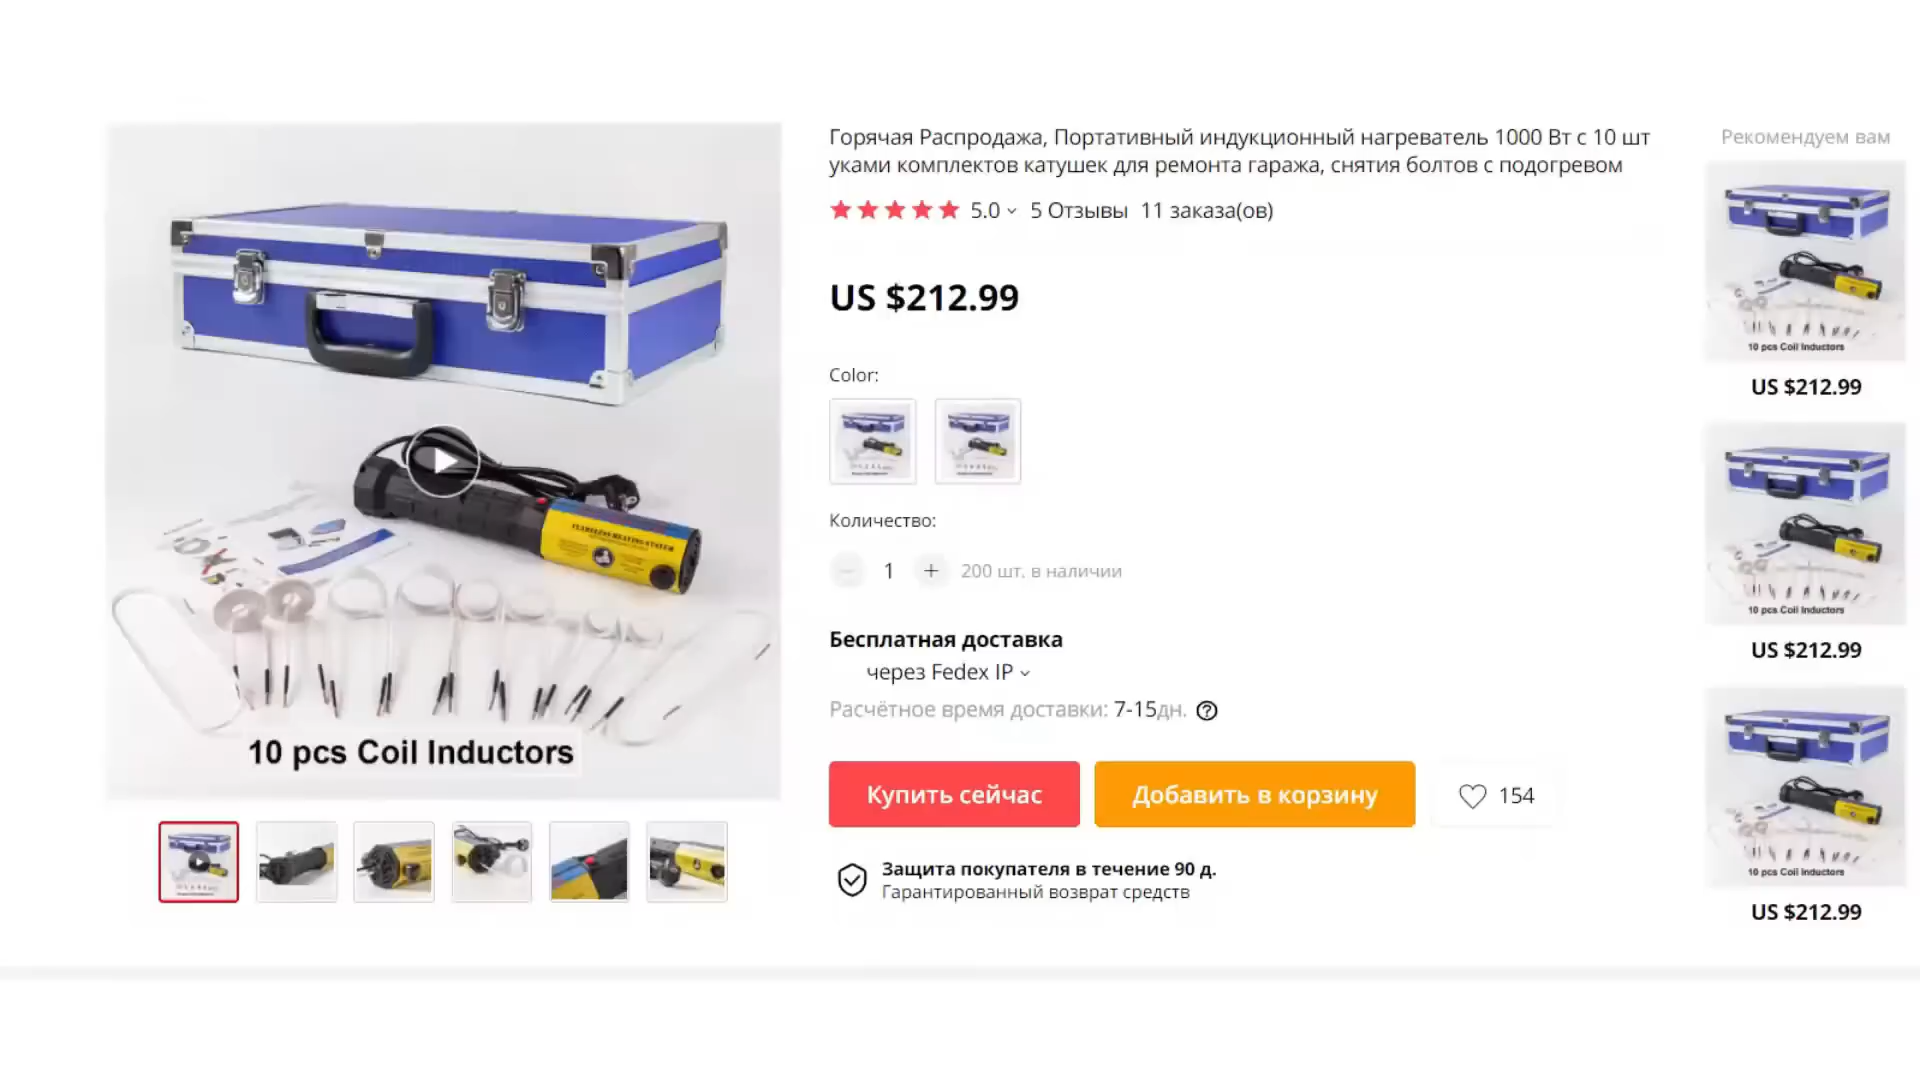 Горячая Распродажа, Портативный индукционный нагреватель 1000 Вт с 10 шт
уками комплектов катушек для ремонта гаража, снятия болтов с подогревом
5.0 5 Отзывы 11 заказа(ов)
US $212.99
Color:
Количество:
1 + 200 шт. в наличии
Бесплатная доставка
через Fedex IP
Расчётное время доставки: 7-15дн.
Купить сейчас
Добавить в корзину
154
Защита покупателя в течение 90 д.
Гарантированный возврат средств
FLAMELESS HEATING SYSTEM
10 pcs Coil Inductors
Рекомендуем вам
10 pcs Coil Inductors
US $212.99
10 pcs Coil Inductors
US $212.99
10 pcs Coil Inductors
US $212.99